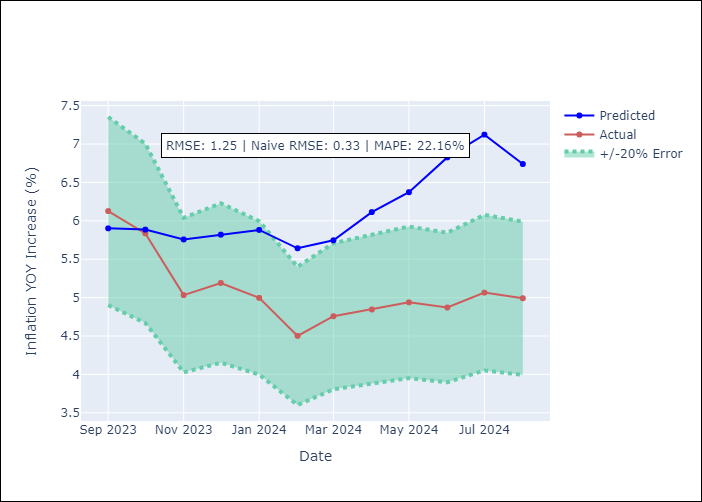 RMSE: 1.25 | Naive RMSE: 0.33 | MAPE: 22.16%
Predicted
Actual
+/-20% Error
7.5
7
6.5
6
5.5
5
4.5
4
3.5
Inflation YOY Increase (%)
Sep 2023
Nov 2023
Jan 2024
Mar 2024
May 2024
Jul 2024
Date